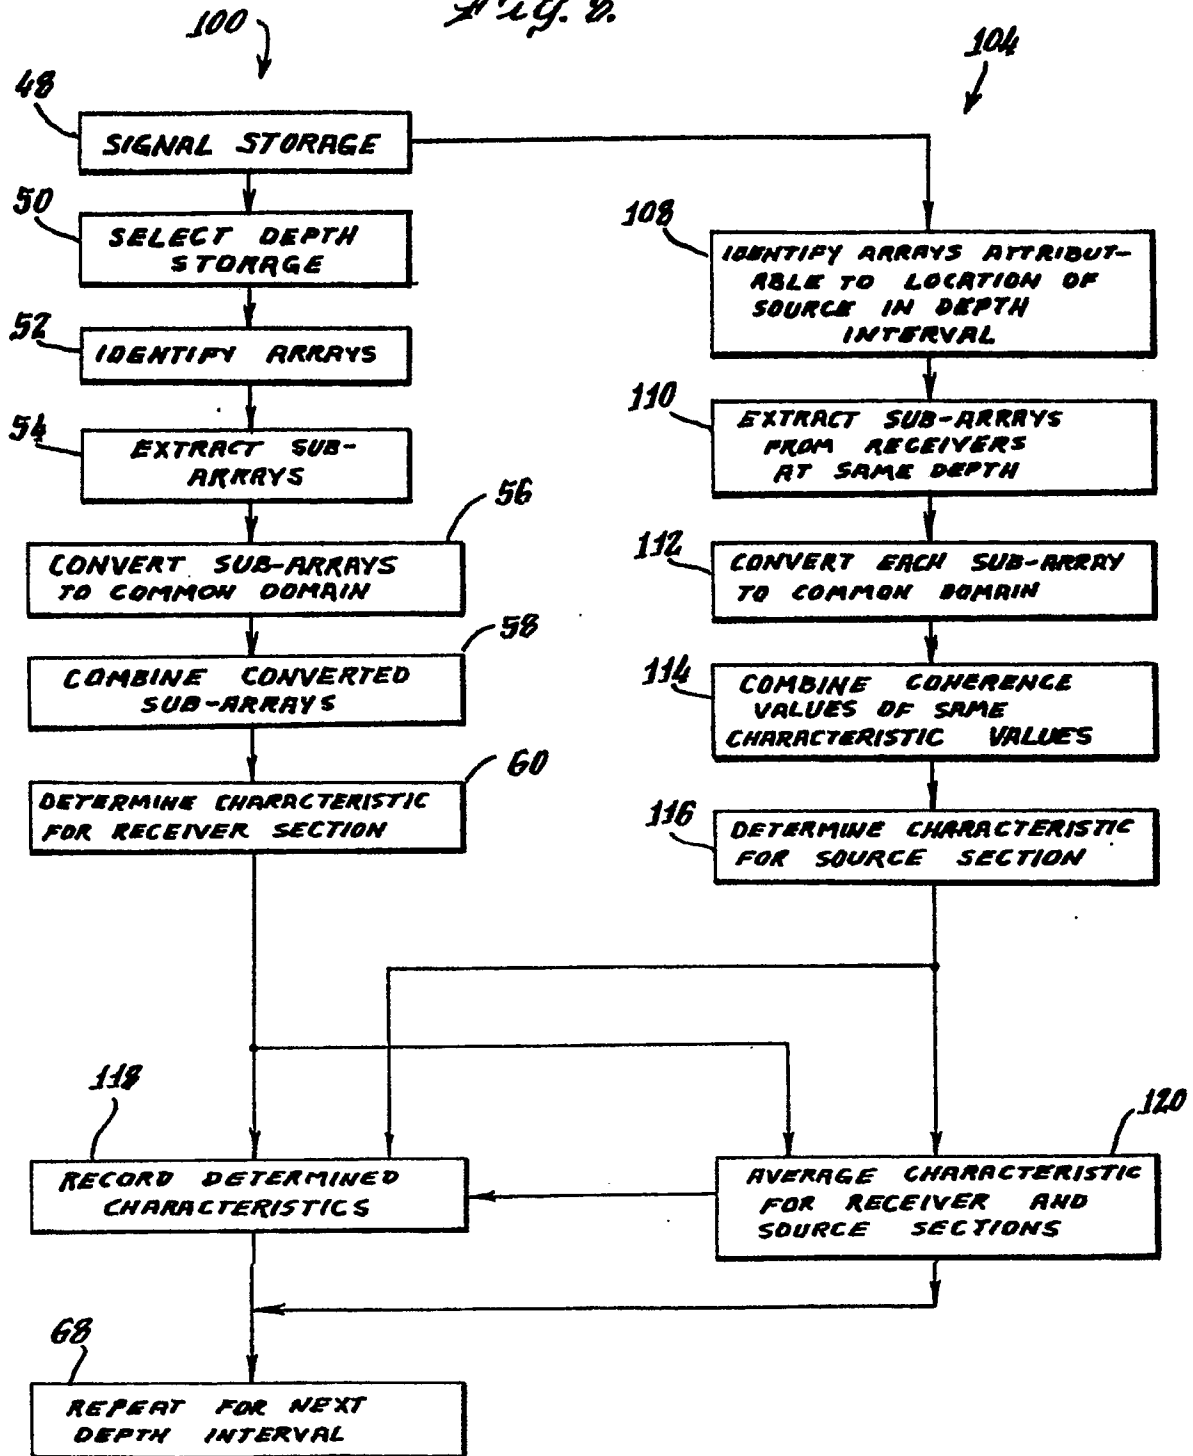 Fig. 8.
100
104
48
SIGNAL STORAGE
50
SELECT DEPTH
STORAGE
52
IDENTIFY ARRAYS
54
EXTRACT SUB-
ARRAYS
56
CONVERT SUB-ARRAYS
TO COMMON DOMAIN
58
COMBINE CONVERTED
SUB-ARRAYS
60
DETERMINE CHARACTERISTIC
FOR RECEIVER SECTION
108
IDENTIFY ARRAYS ATTRIBUT-
ABLE TO LOCATION OF
SOURCE IN DEPTH
INTERVAL
110
EXTRACT SUB-ARRAYS
FROM RECEIVERS
AT SAME DEPTH
112
CONVERT EACH SUB-ARRAY
TO COMMON DOMAIN
114
COMBINE COHERENCE
VALUES OF SAME
CHARACTERISTIC VALUES
116
DETERMINE CHARACTERISTIC
FOR SOURCE SECTION
118
RECORD DETERMINED
CHARACTERISTICS
120
AVERAGE CHARACTERISTIC
FOR RECEIVER AND
SOURCE SECTIONS
68
REPEAT FOR NEXT
DEPTH INTERVAL